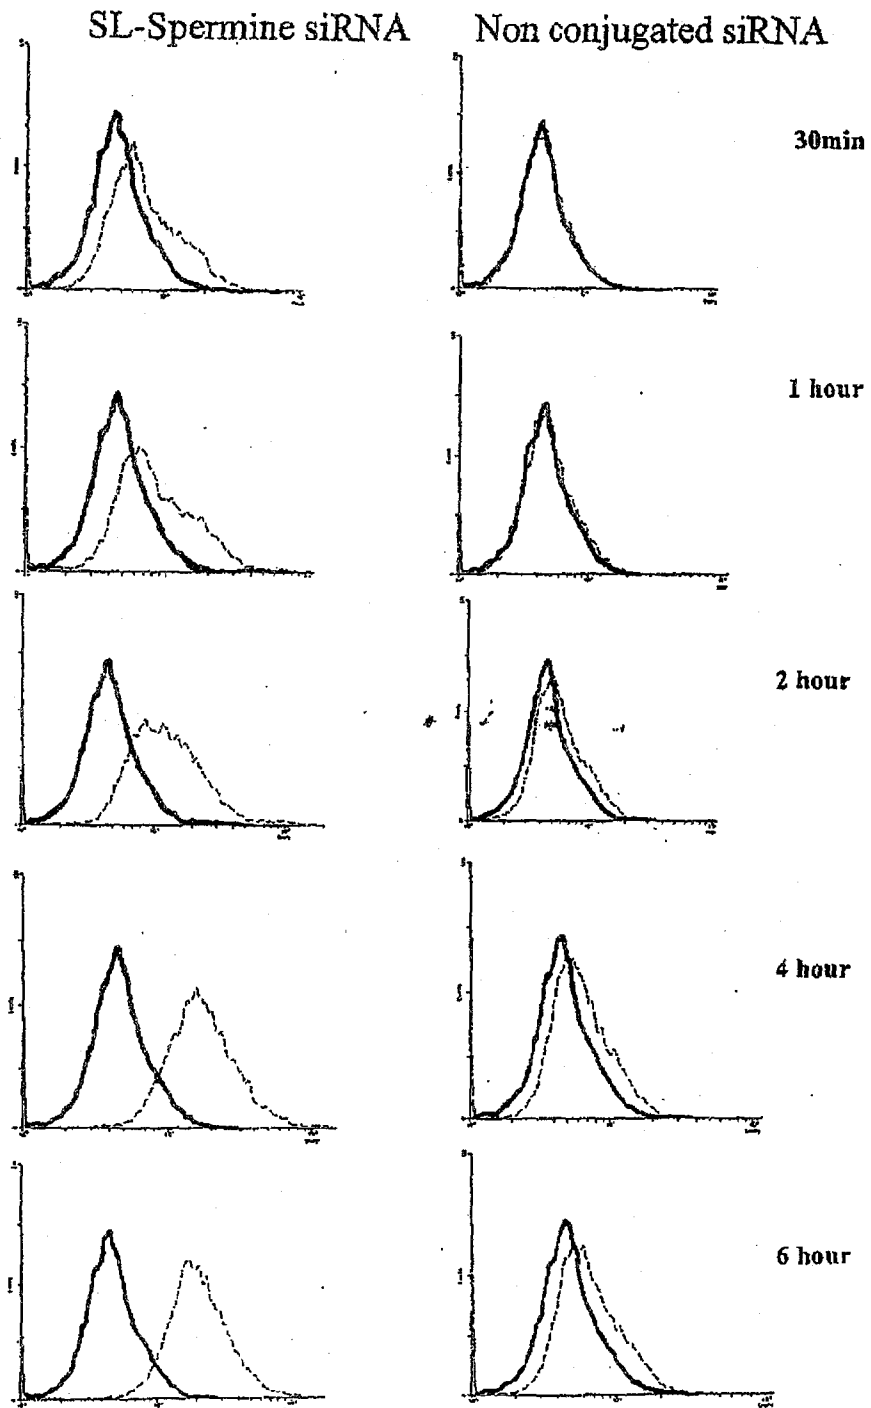 SL-Spermine siRNA
Non conjugated siRNA
30min
1 hour
2 hour
4 hour
6 hour